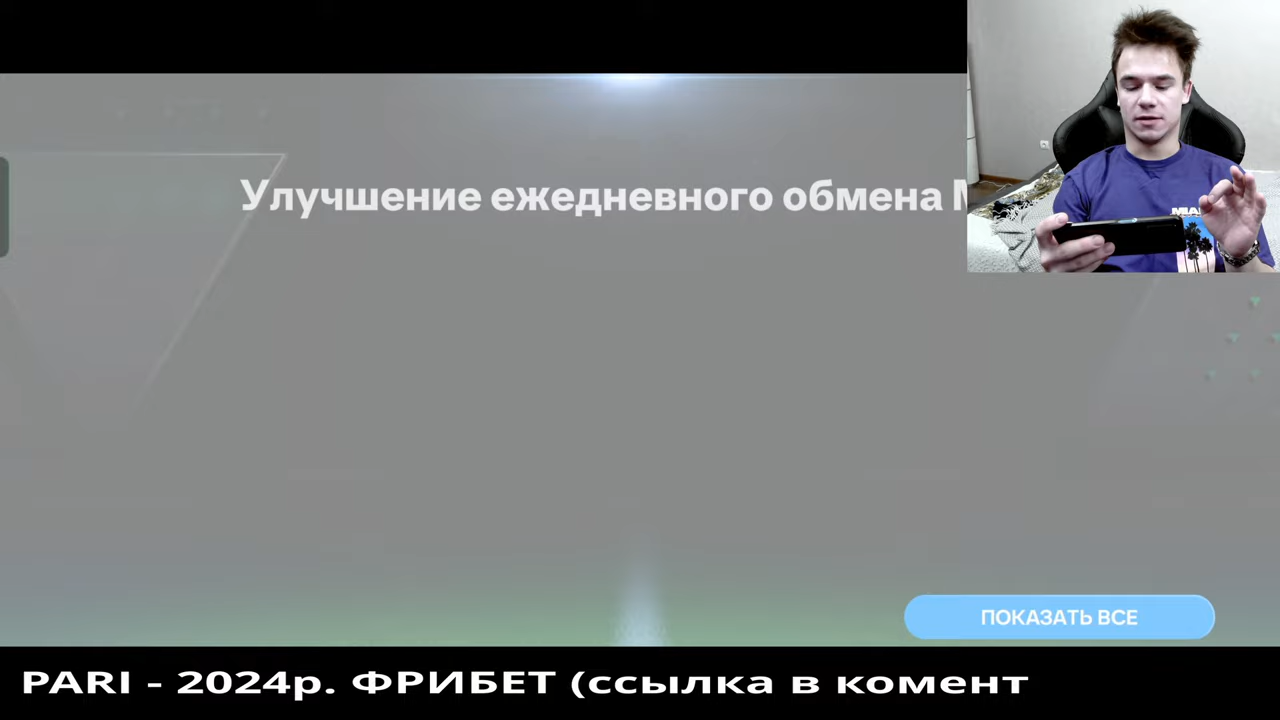 Улучшение ежедневного обмена
ПОКАЗАТЬ ВСЕ
PARI - 2024р. ФРИБЕТ (ссылка в комент